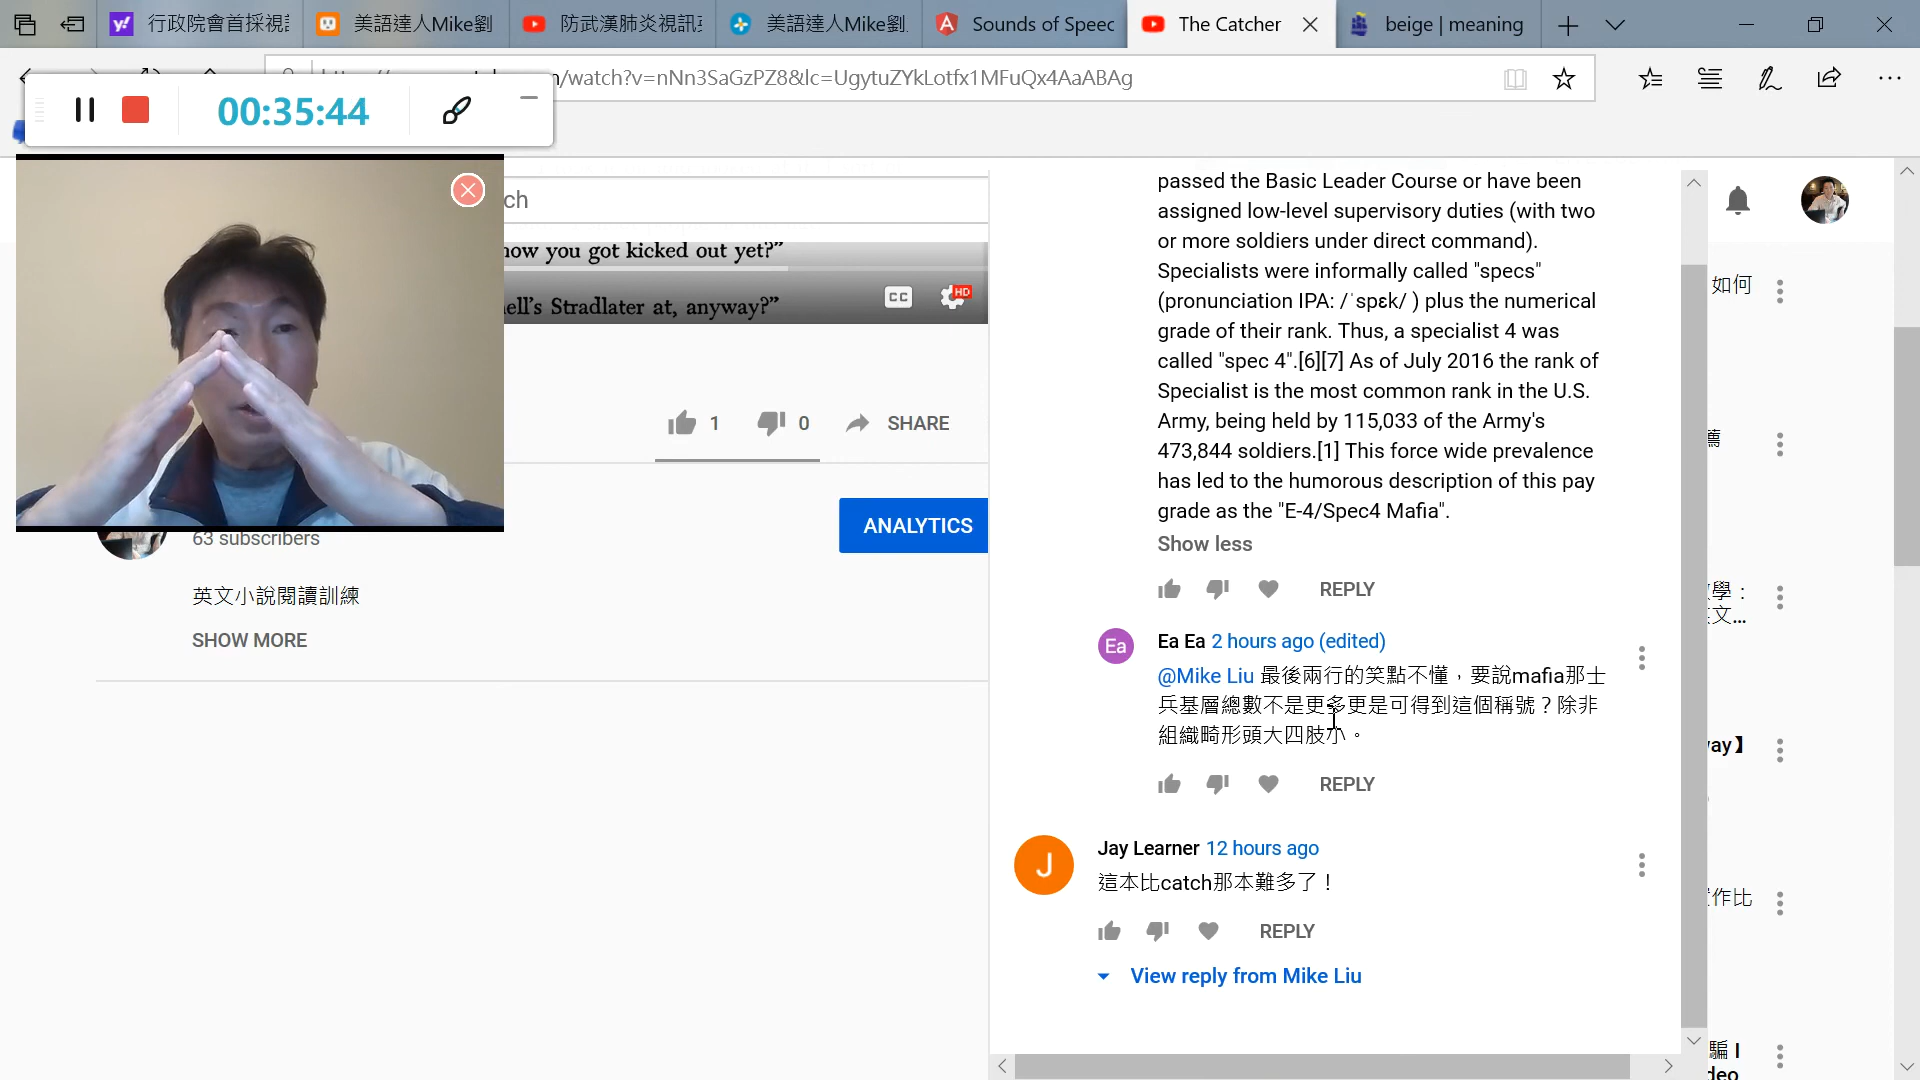 行政院會首採視
美語達人Mike劉
防武漢肺炎視訊
美語達人Mike劉
Sounds of Speec
The Catcher
beige | meaning
/watch?v=nNn3SaGzPZ8&lc=UgytuZYkLotfx1MFuQx4AaABAg
00:35:44
ch
now you got kicked out yet?”
ell’s Stradlater at, anyway?”
CC
HD
1
0
SHARE
ANALYTICS
63 subscribers
英文小說閱讀訓練
SHOW MORE
passed the Basic Leader Course or have been
assigned low-level supervisory duties (with two
or more soldiers under direct command).
Specialists were informally called "specs"
(pronunciation IPA: /ˈspɛk/ ) plus the numerical
grade of their rank. Thus, a specialist 4 was
called "spec 4".[6][7] As of July 2016 the rank of
Specialist is the most common rank in the U.S.
Army, being held by 115,033 of the Army's
473,844 soldiers.[1] This force wide prevalence
has led to the humorous description of this pay
grade as the "E-4/Spec4 Mafia".
Show less
REPLY
Ea
Ea Ea 2 hours ago (edited)
@Mike Liu 最後兩行的笑點不懂，要說mafia那士
兵基層總數不是更多更是可得到這個稱號？除非
組織畸形頭大四肢小。
REPLY
J
Jay Learner 12 hours ago
這本比catch那本難多了！
REPLY
View reply from Mike Liu
如何
薦
學：
文...
way】
作比
騙 I
deo